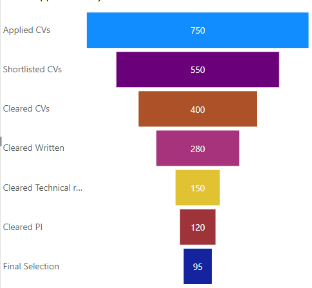 Applied CVs 750
Shortlisted CVs 550
Cleared CVs 400
Cleared Written 280
Cleared Technical r... 150
Cleared PI 120
Final Selection 95